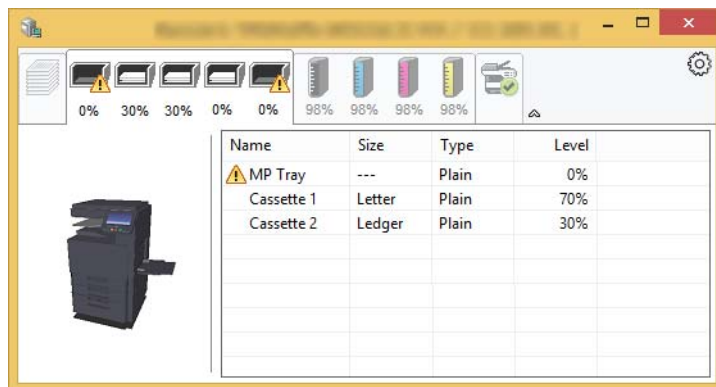 0% 30% 30% 0% 0% 98% 98% 98% 98%
Name Size Type Level
MP Tray --- Plain 0%
Cassette 1 Letter Plain 70%
Cassette 2 Ledger Plain 30%